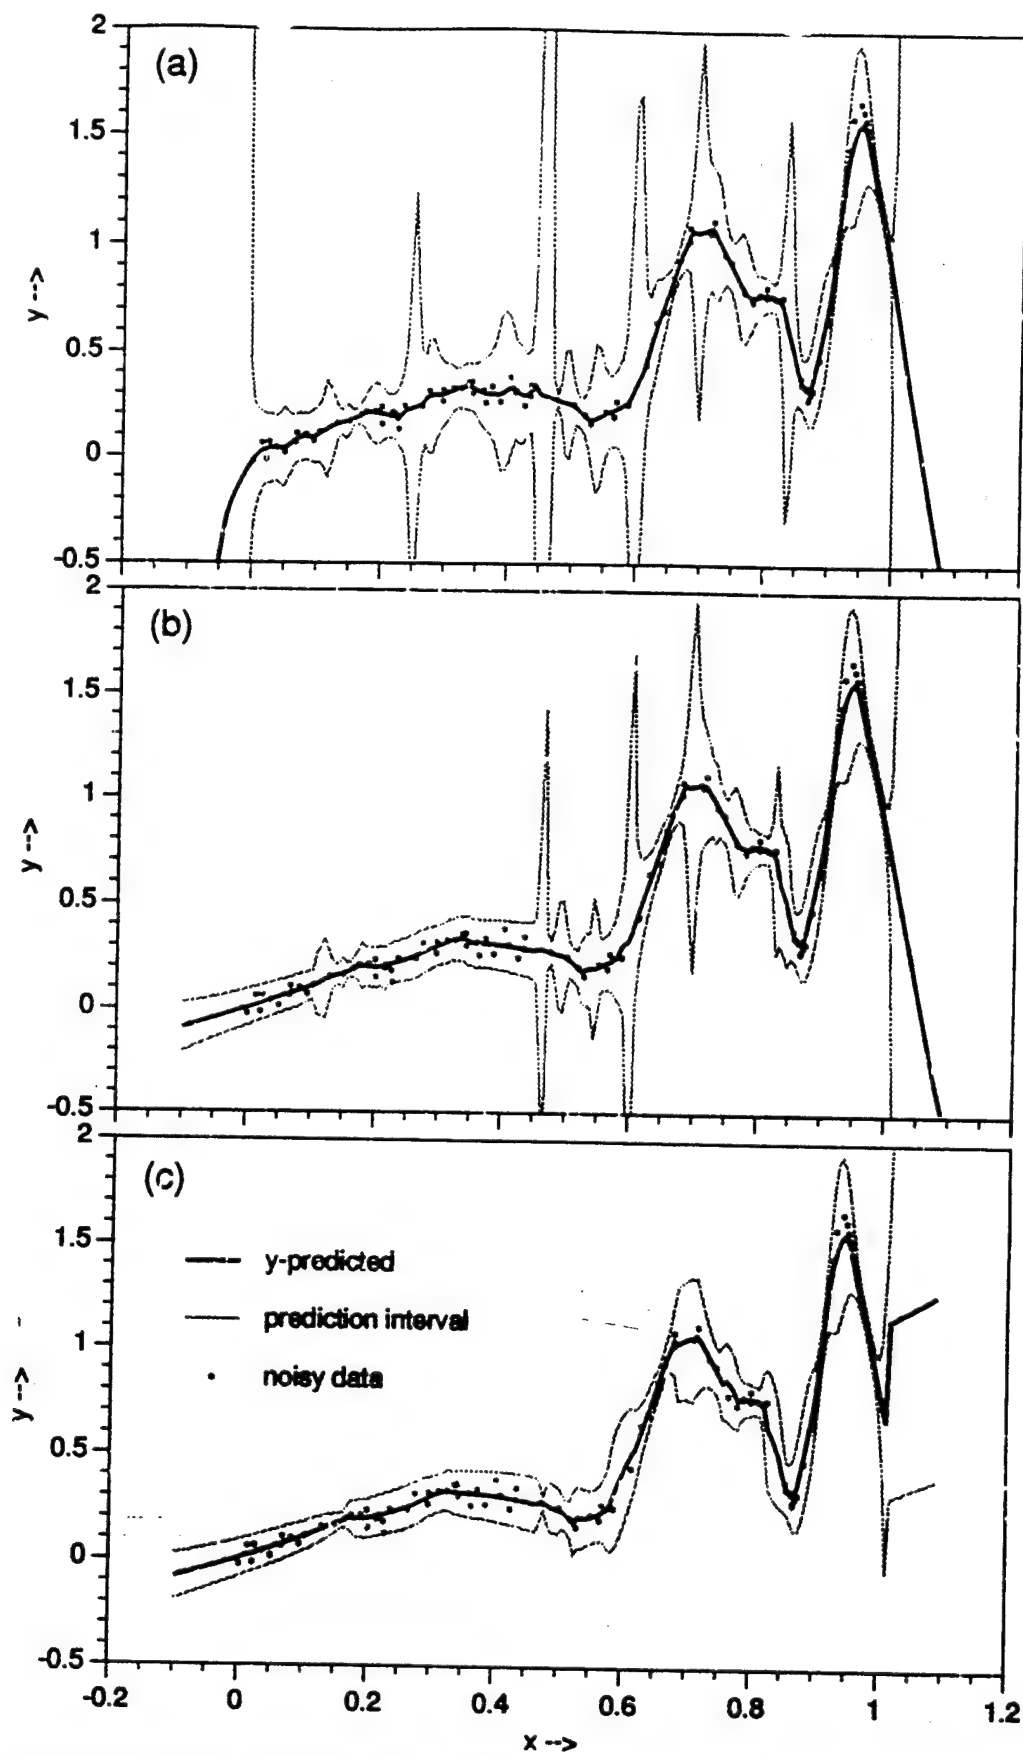 2
(a)
1.5
1
y -->
0.5
0
-0.5
2
(b)
1.5
1
y -->
0.5
0
-0.5
2
(c)
1.5
y-predicted
prediction interval
1
noisy data
y -->
0.5
0
-0.5
-0.2 0 0.2 0.4 0.6 0.8 1 1.2
x -->